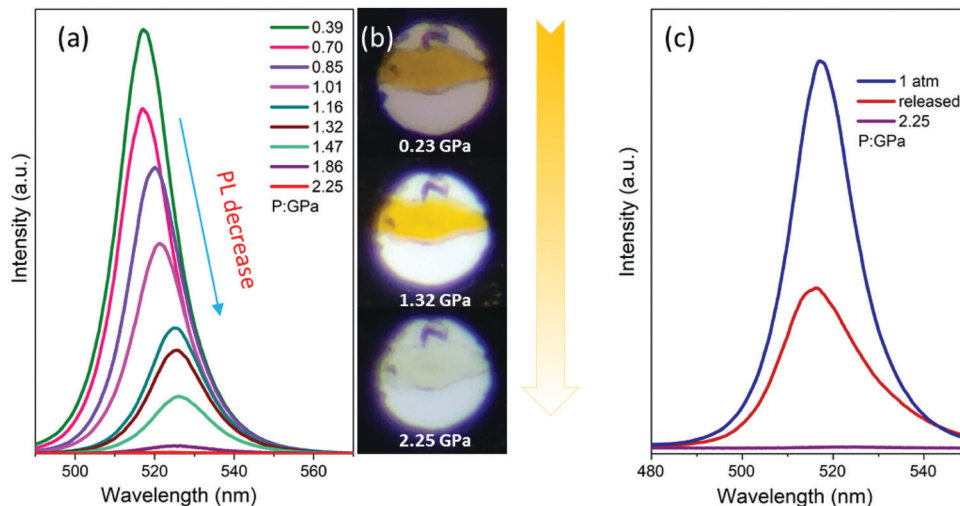 (a)
0.39
0.70
0.85
1.01
1.16
1.32
1.47
1.86
2.25
P:GPa
PL decrease
Intensity (a.u.)
500 520 540 560
Wavelength (nm)
(b)
0.23 GPa
1.32 GPa
2.25 GPa
(c)
1 atm
released
2.25
P:GPa
Intensity (a.u.)
480 500 520 540
Wavelength (nm)